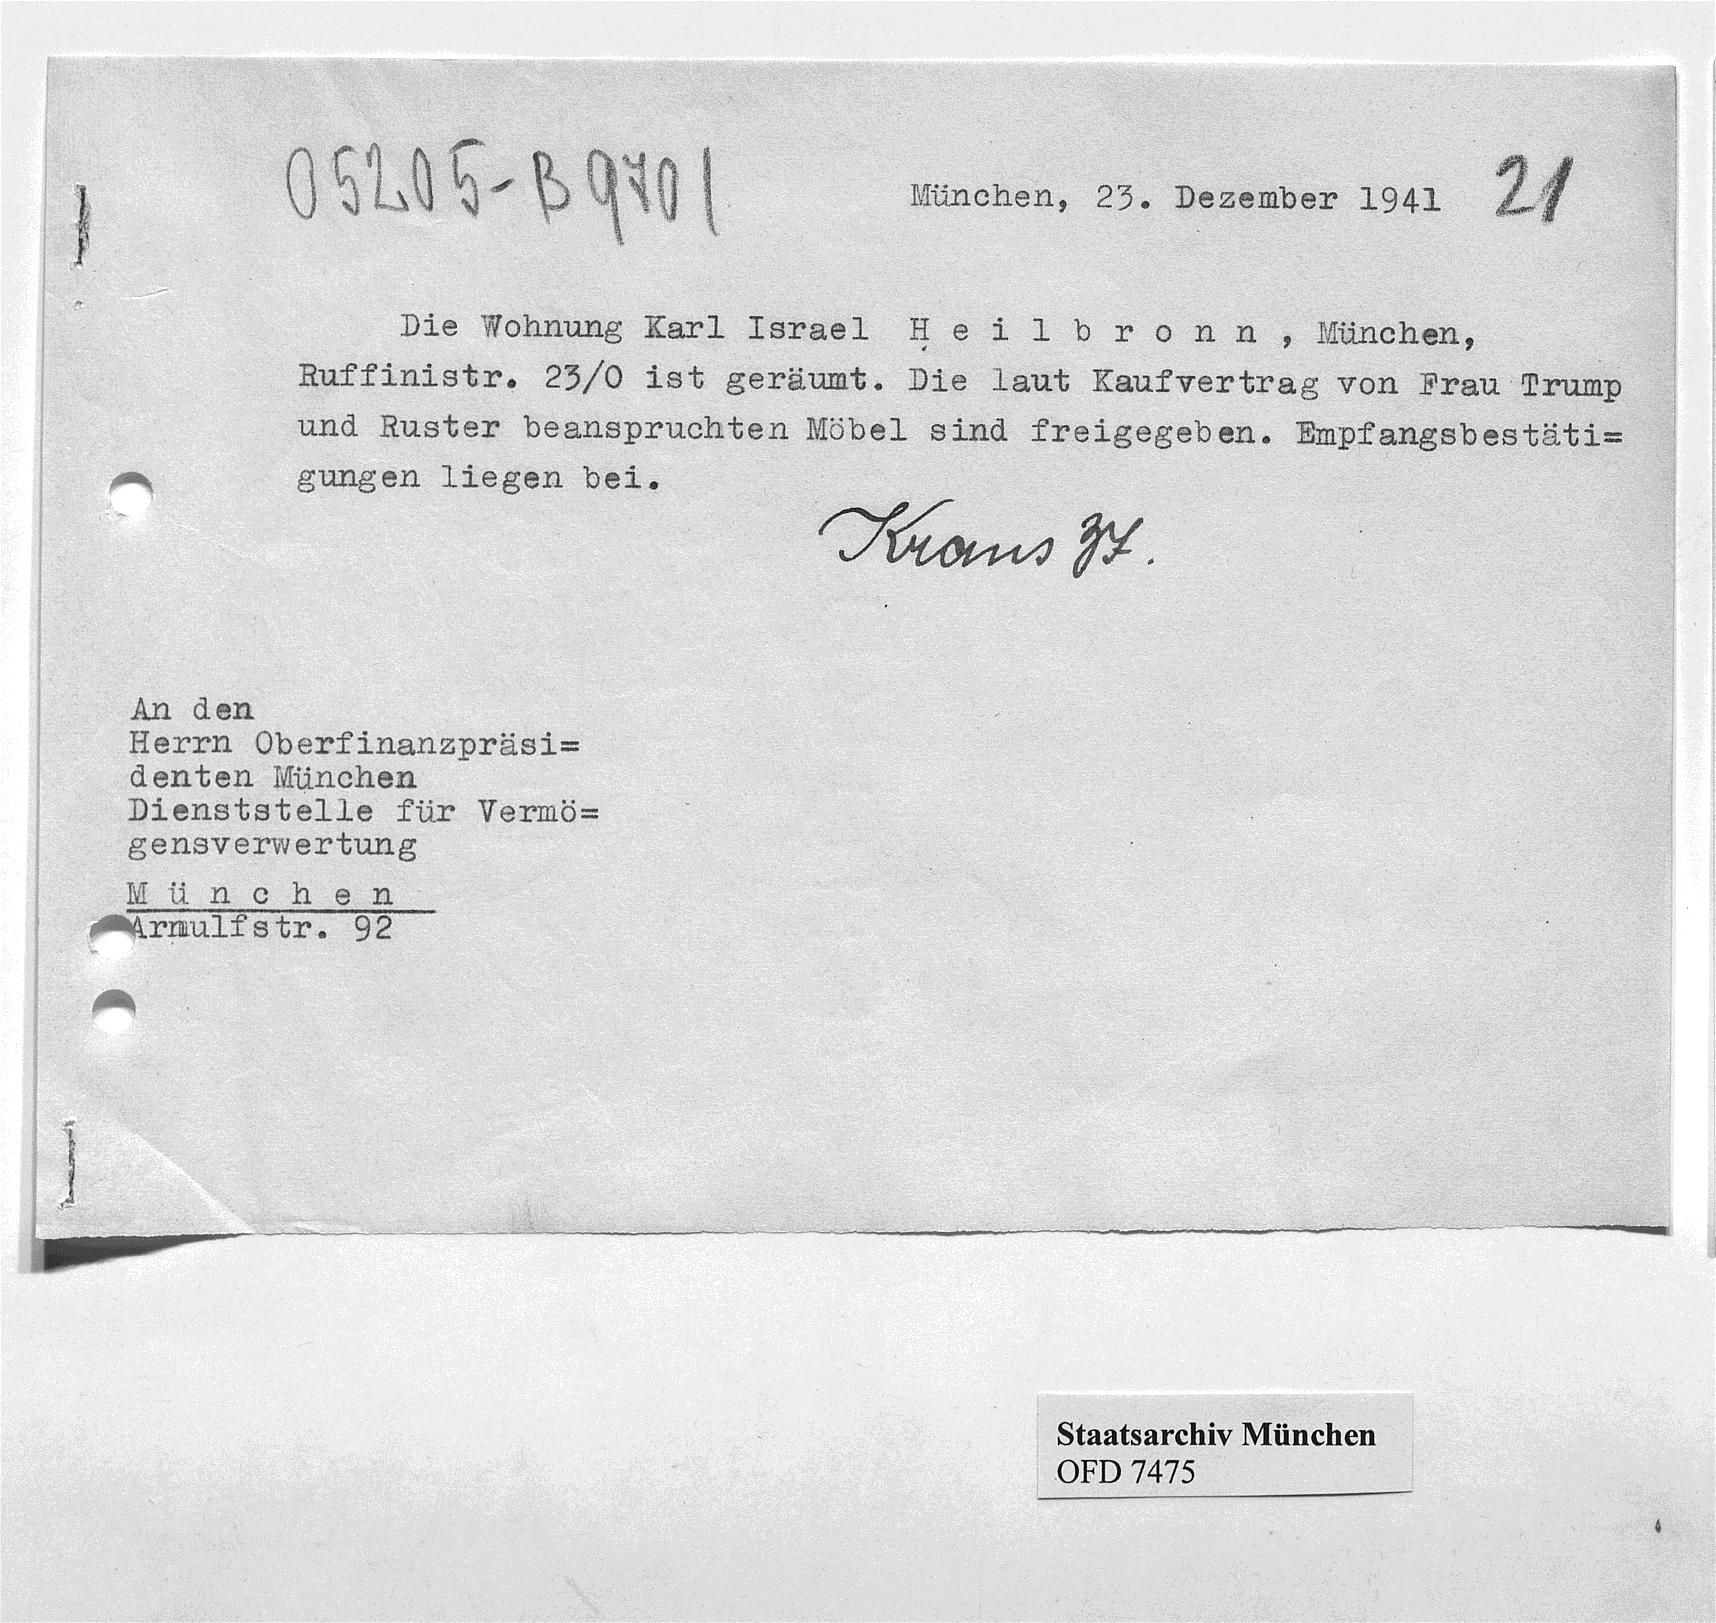 05205-B9701
München, 23. Dezember 1941 21
Die Wohnung Karl Israel H e i l b r o n n , München,
Ruffinistr. 23/0 ist geräumt. Die laut Kaufvertrag von Frau Trump
und Ruster beanspruchten Möbel sind freigegeben. Empfangsbestäti=
gungen liegen bei.
Kraus
An den
Herrn Oberfinanzpräsi=
denten München
Dienststelle für Vermö=
gensverwertung
M ü n c h e n
Arnulfstr. 92
Staatsarchiv München
OFD 7475